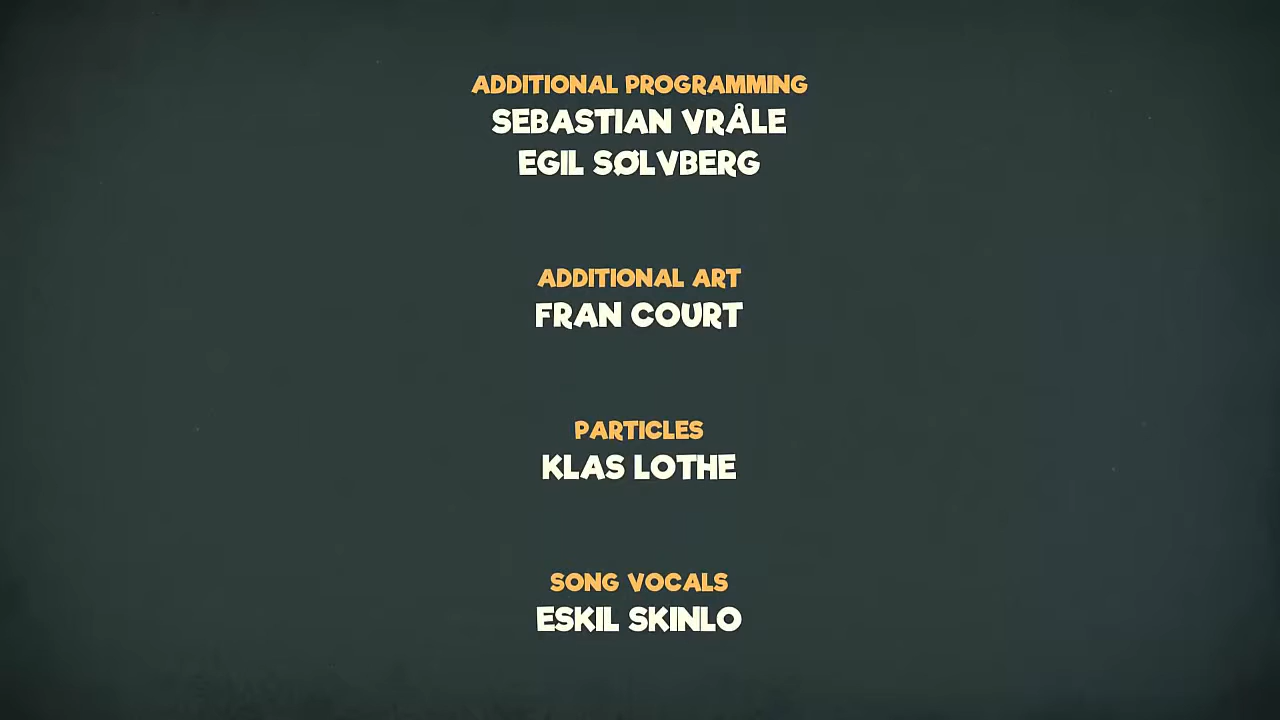 ADDITIONAL PROGRAMMING
SEBASTIAN VRÅLE
EGIL SØLVBERG
ADDITIONAL ART
FRAN COURT
PARTICLES
KLAS LOTHE
SONG VOCALS
ESKIL SKINLO